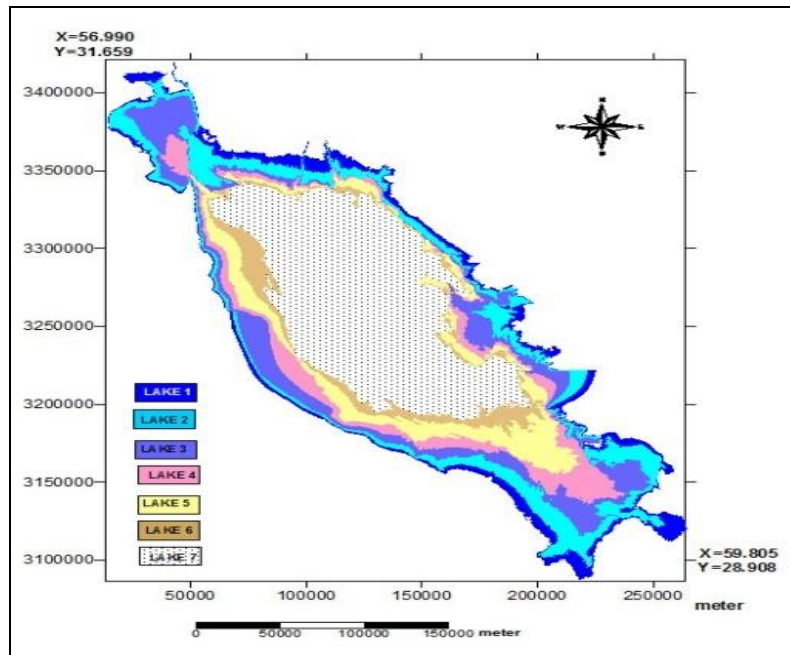 X=56.990
Y=31.659
3400000
3350000
3300000
3250000
3200000
3150000
3100000
N
W
E
S
LAKE 1
LAKE 2
LAKE 3
LAKE 4
LAKE 5
LAKE 6
LAKE 7
X=59.805
Y=28.908
50000 100000 150000 200000 250000
meter
0 50000 100000 150000 meter